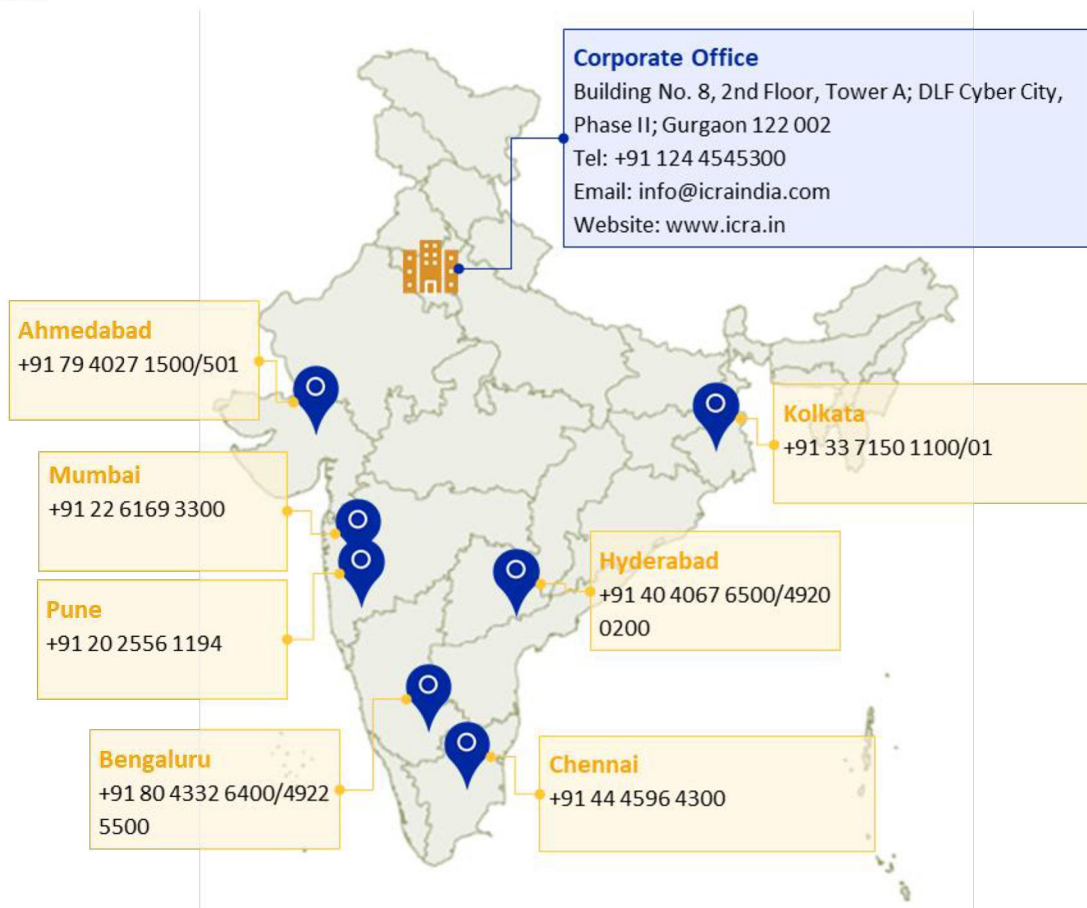 Corporate Office
Building No. 8, 2nd Floor, Tower A; DLF Cyber City,
Phase II; Gurgaon 122 002
Tel: +91 124 4545300
Email: info@icraindia.com
Website: www.icra.in
Ahmedabad
+91 79 4027 1500/501
Kolkata
+91 33 7150 1100/01
Mumbai
+91 22 6169 3300
Hyderabad
+91 40 4067 6500/4920
0200
Pune
+91 20 2556 1194
Bengaluru
+91 80 4332 6400/4922
5500
Chennai
+91 44 4596 4300